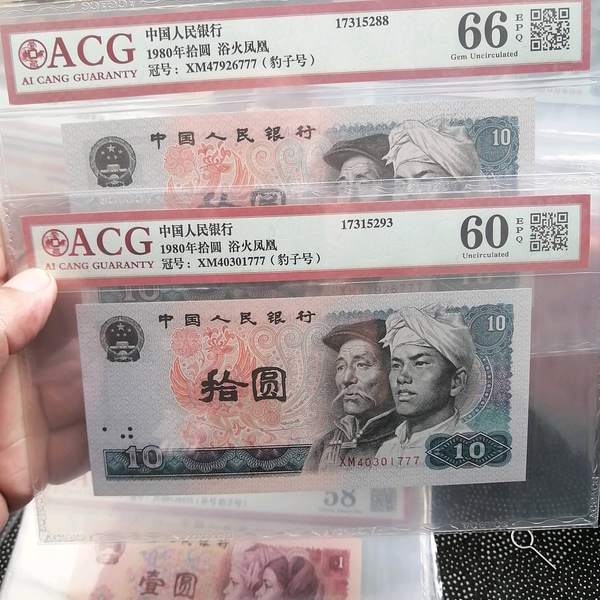 ACG
AI CANG GUARANTY
中国人民银行
1980年拾圆 浴火凤凰
冠号：XM47926777（豹子号）
17315288
66
EPQ
Gem Uncirculated
中国人民银行
10
ACG
AI CANG GUARANTY
中国人民银行
1980年拾圆 浴火凤凰
冠号：XM40301777（豹子号）
17315293
60
EPQ
Uncirculated
10
中国人民银行
10
拾圆
10
XM40301777
10
58
壹圆
1